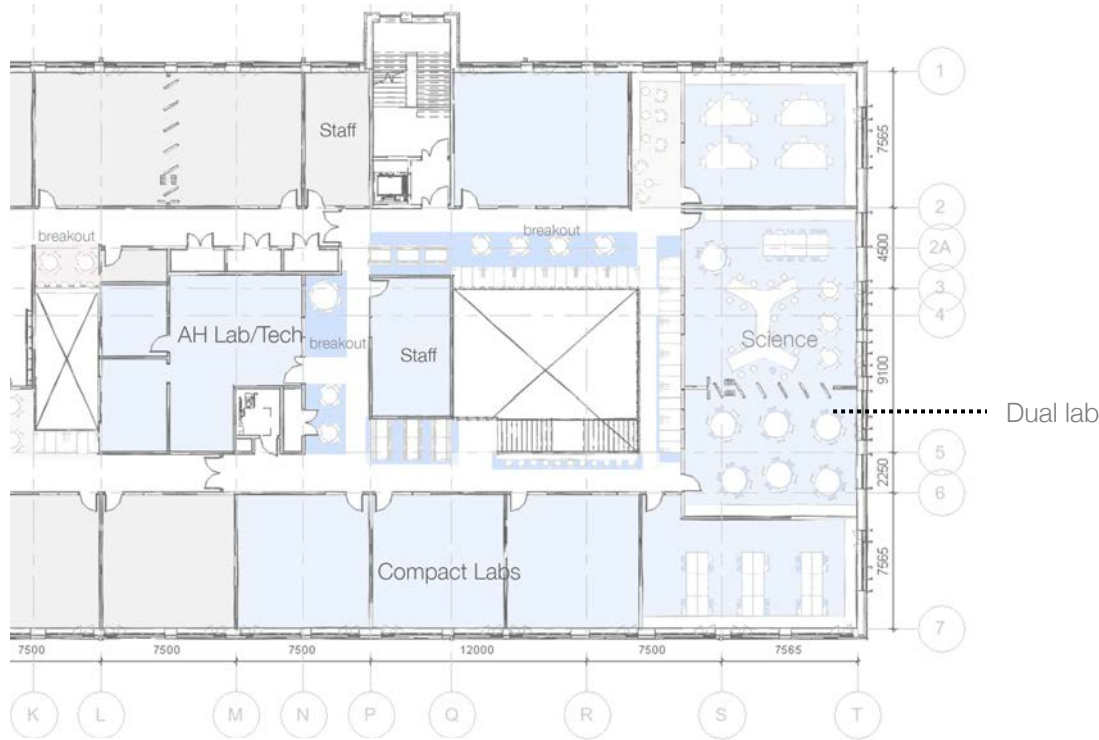 1
Staff
7565
2
breakout
breakout
2A
4500
3
AH Lab/Tech
4
breakout
Staff
Science
9100
Dual lab
5
2250
6
Compact Labs
7565
7
7500
7500
7500
12000
7500
7565
K
L
M
N
P
Q
R
S
T